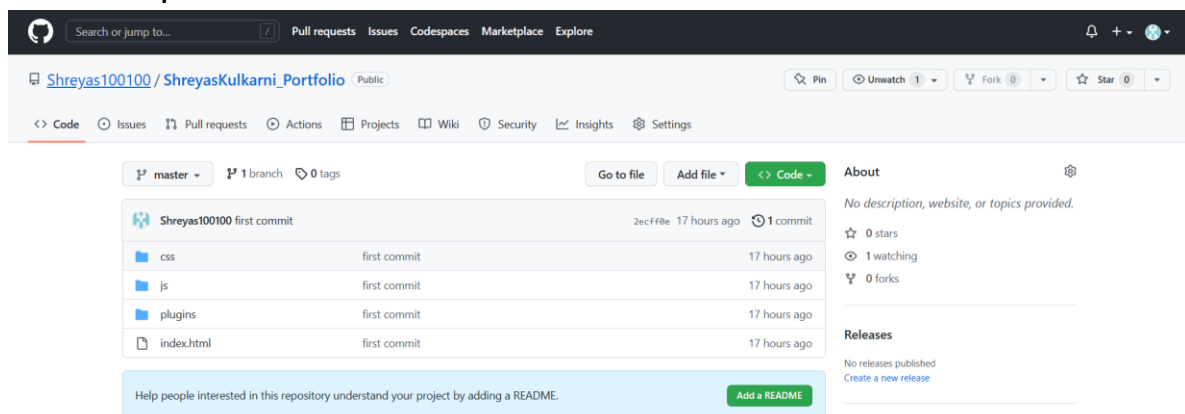 Search or jump to... / Pull requests Issues Codespaces Marketplace Explore
Shreyas100100 / ShreyasKulkarni_Portfolio Public Pin Unwatch 1 Fork 0 Star 0
<> Code Issues Pull requests Actions Projects Wiki Security Insights Settings
master 1 branch 0 tags Go to file Add file <> Code
Shreyas100100 first commit 2ecff0e 17 hours ago 1 commit
css first commit 17 hours ago
js first commit 17 hours ago
plugins first commit 17 hours ago
index.html first commit 17 hours ago
Help people interested in this repository understand your project by adding a README. Add a README
About
No description, website, or topics provided.
0 stars
1 watching
0 forks
Releases
No releases published
Create a new release